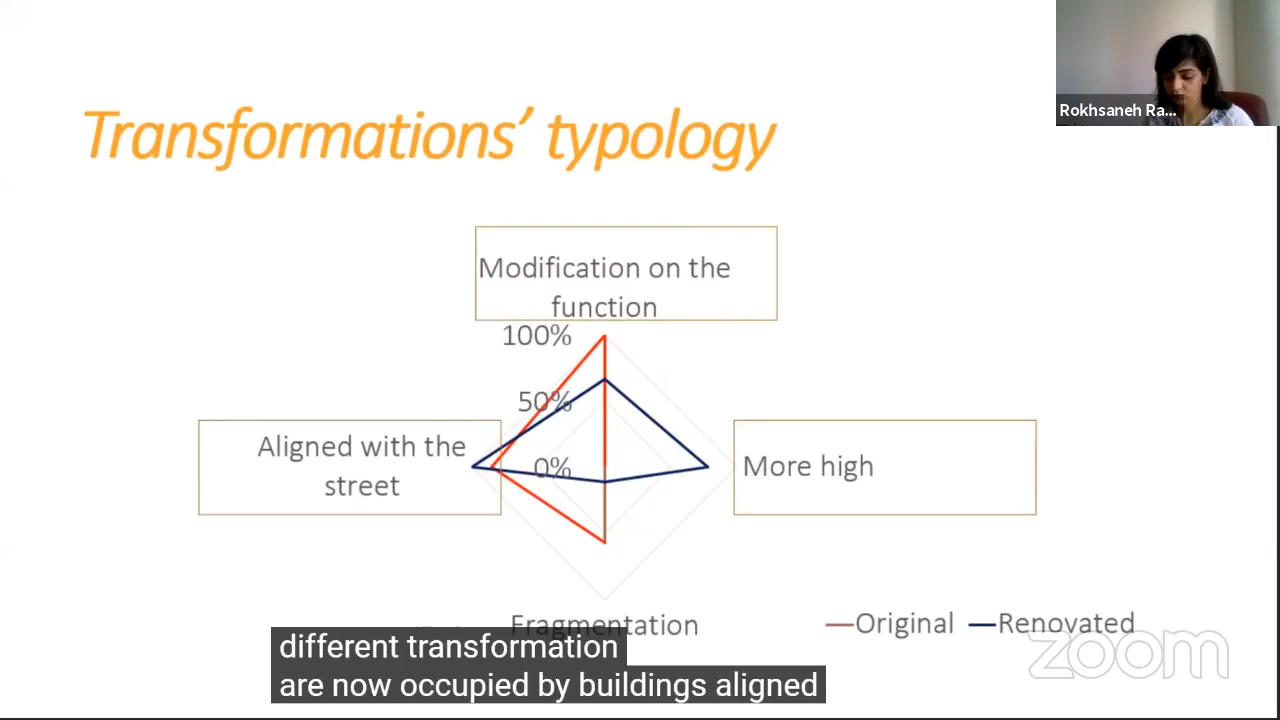 Rokhsaneh Ra...
Transformations' typology
Modification on the
function
100%
50%
0%
Aligned with the
street
More high
Fragmentation
Original
Renovated
different transformation
are now occupied by buildings aligned
zoom